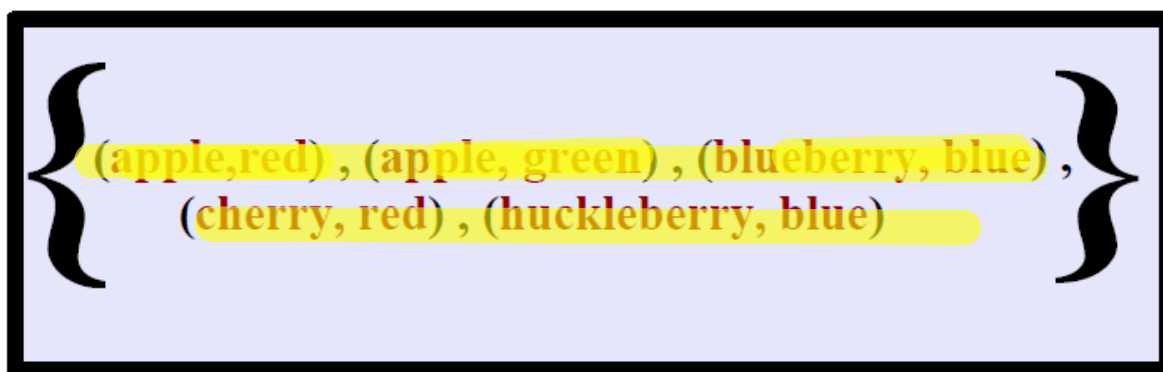 { (apple,red) , (apple, green) , (blueberry, blue) ,
(cherry, red) , (huckleberry, blue) }